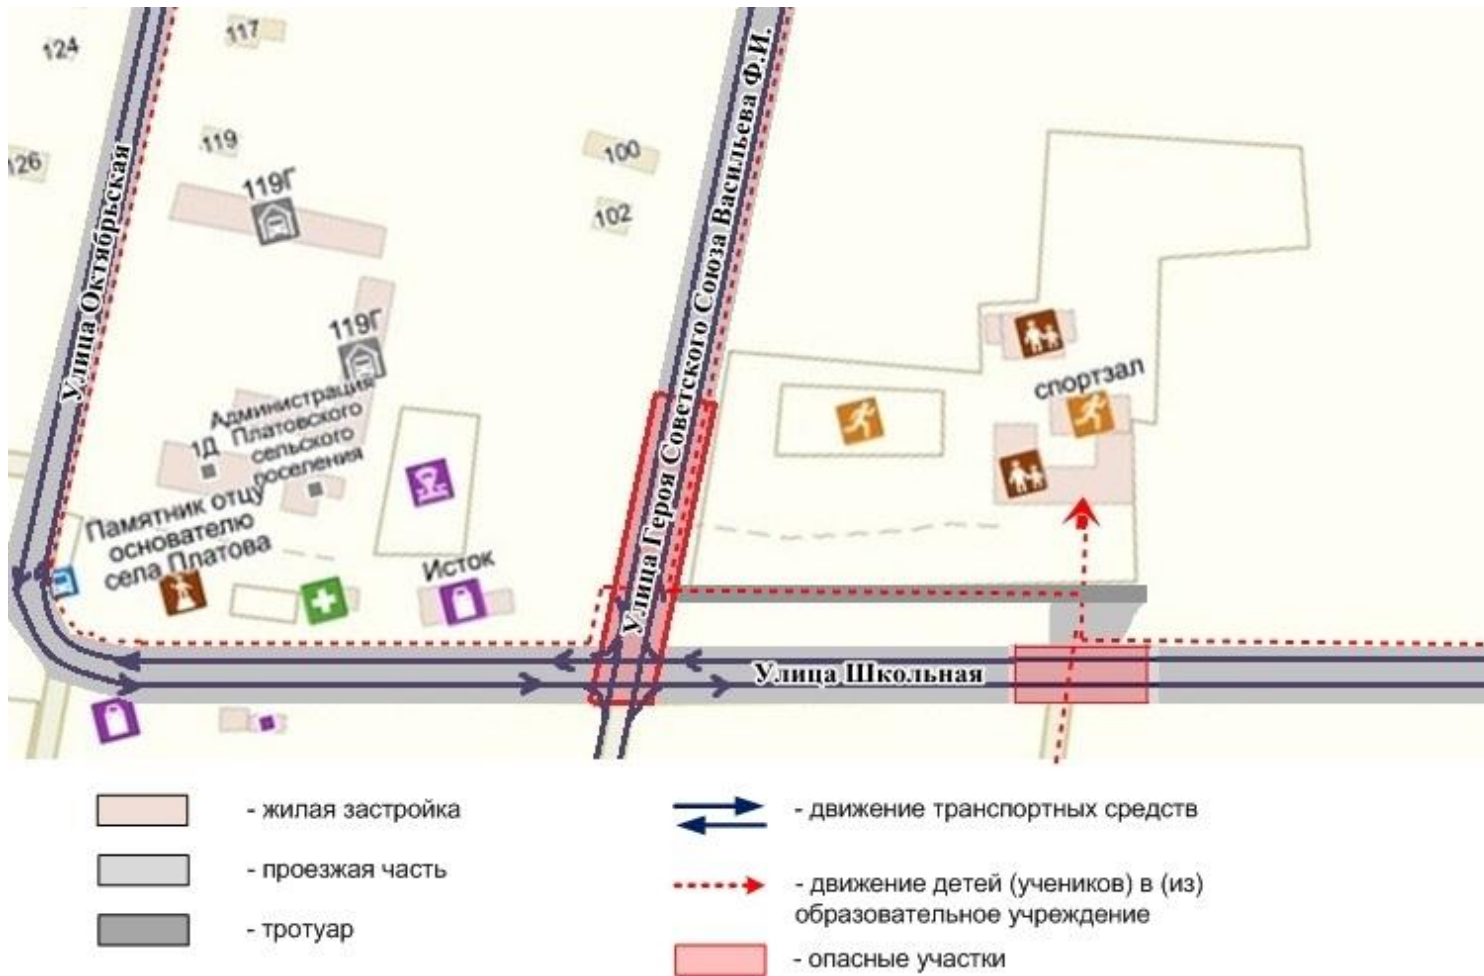 124
117
Улица Героя Советского Союза Васильева Ф.И.
126
119
Улица Октябрьская
100
119Г
102
119Г
спортзал
Администрация
Платовского
сельского
поселения
1Д
Памятник отцу
основателю
села Платова
Исток
Улица Школьная
- жилая застройка
- проезжая часть
- тротуар
- движение транспортных средств
- движение детей (учеников) в (из)
образовательное учреждение
- опасные участки